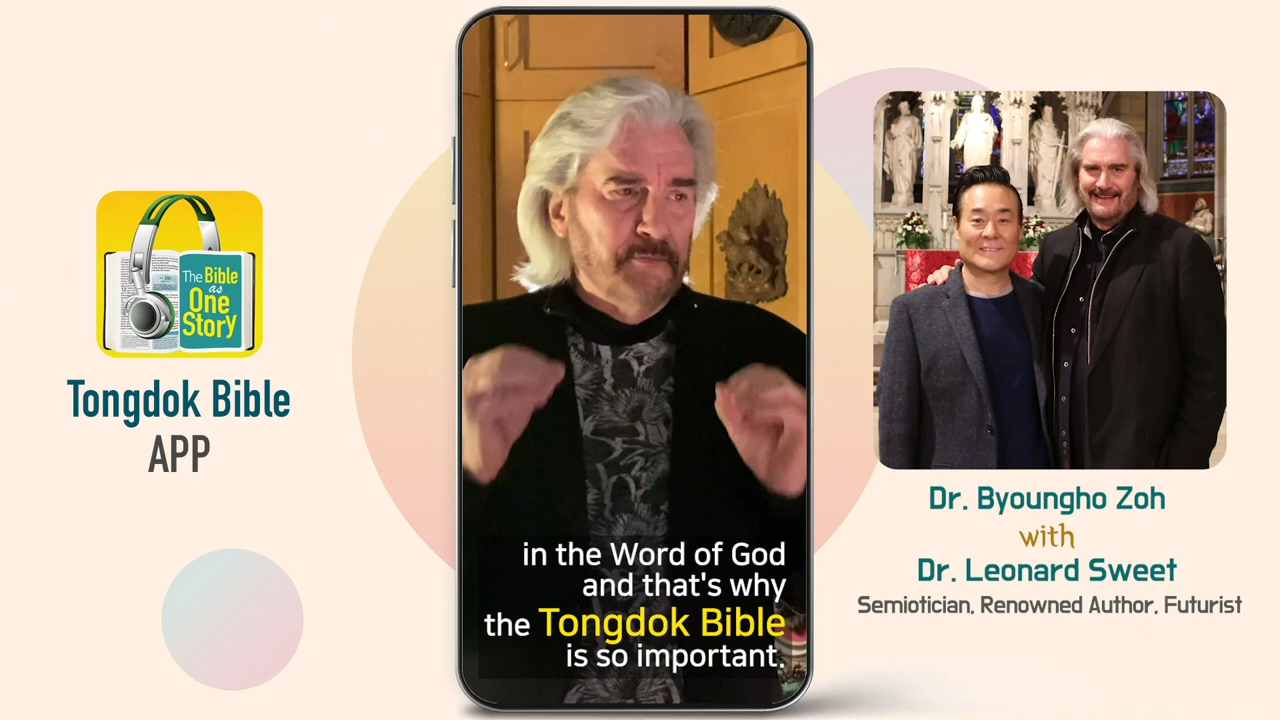 The Bible
as
One
Story
Tongdok Bible
APP
in the Word of God
and that's why
the Tongdok Bible
is so important.
Dr. Byoungho Zoh
with
Dr. Leonard Sweet
Semiotician, Renowned Author, Futurist